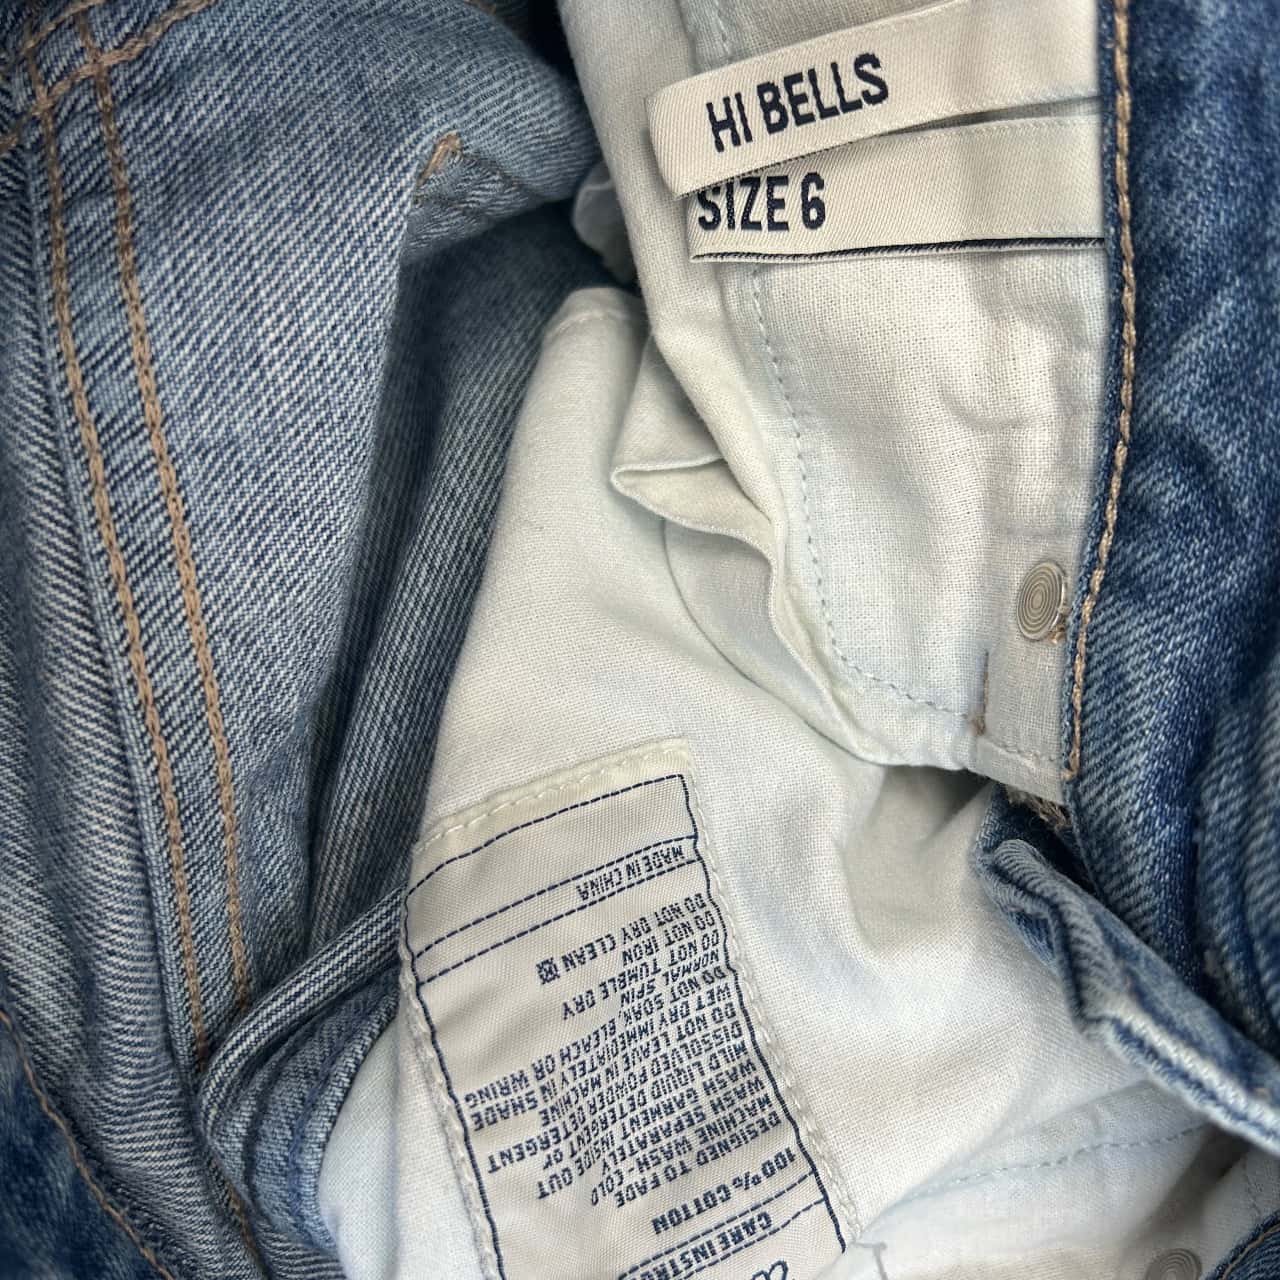 HI BELLS
SIZE 6
CARE INSTRU
100% COTTON
DESIGNED TO FADE
MACHINE WASH - COLD
WASH SEPARATELY
WASH GARMENT INSIDE OUT
MILD LIQUID DETERGENT OR
DISSOLVED POWDER DETERGENT
DO NOT LEAVE IN MACHINE
WET DRY IMMEDIATELY IN SHADE
DO NOT SOAK, BLEACH OR WRING
NORMAL SPIN
DO NOT TUMBLE DRY
DO NOT IRON
DO NOT DRY CLEAN
MADE IN CHINA